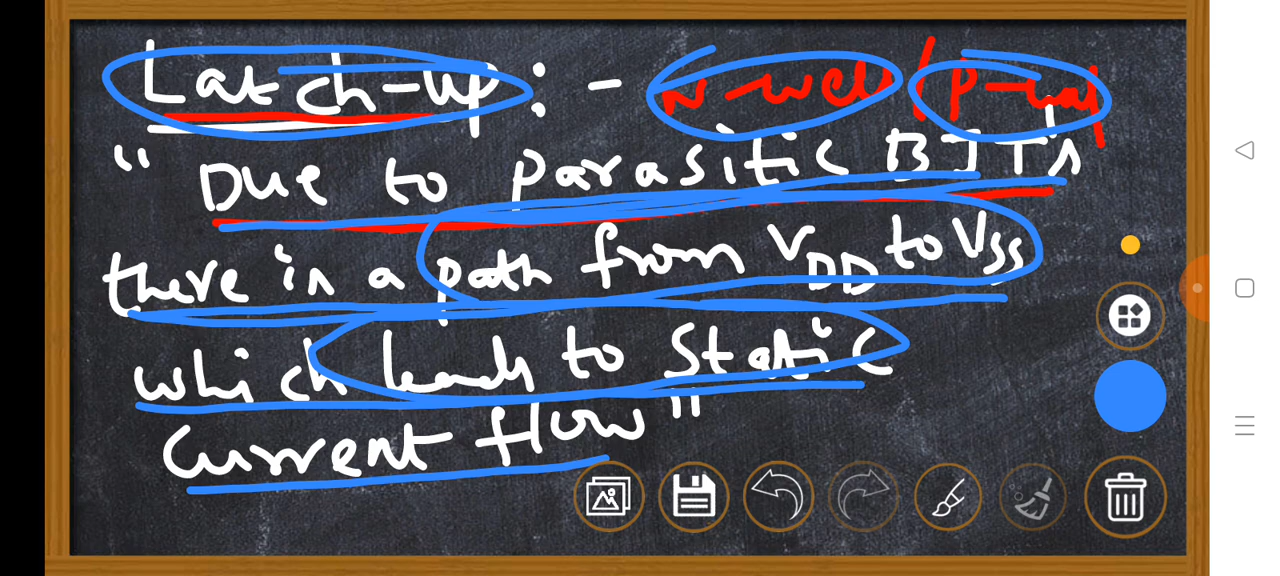 Latch-up : - N-well / P-well
" Due to parasitic BJT's
there is a path from VDD to VSS
which leads to static
current flow "